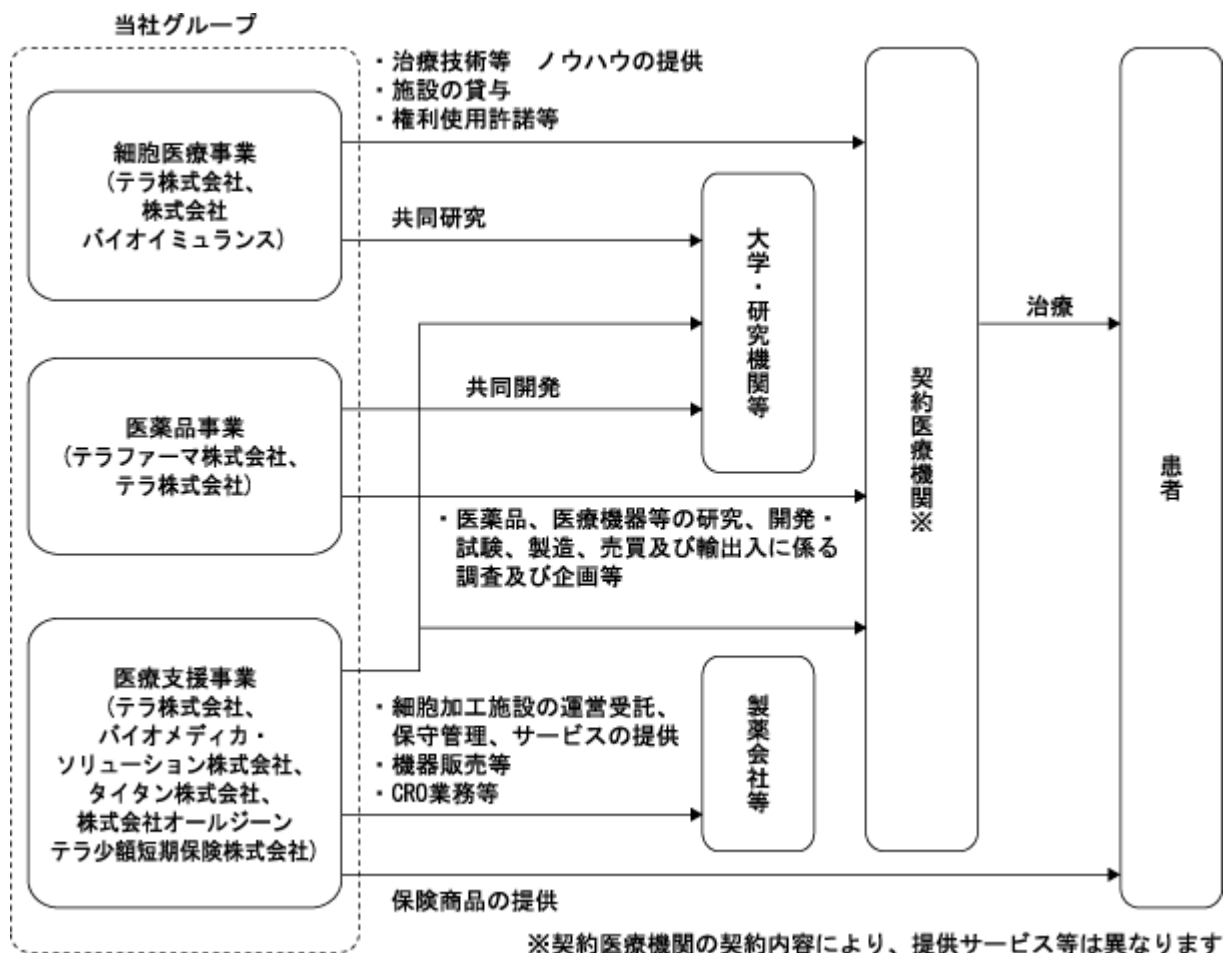 当社グループ
・治療技術等 ノウハウの提供
・施設の貸与
・権利使用許諾等
細胞医療事業
(テラ株式会社、
株式会社
バイオイミュランス)
共同研究
大学・研究機関等
治療
共同開発
契約医療機関※
患者
医薬品事業
(テラファーマ株式会社、
テラ株式会社)
・医薬品、医療機器等の研究、開発・
試験、製造、売買及び輸出入に係る
調査及び企画等
医療支援事業
(テラ株式会社、
バイオメディカ・
ソリューション株式会社、
タイタン株式会社、
株式会社オールジーン
テラ少額短期保険株式会社)
・細胞加工施設の運営受託、
保守管理、サービスの提供
・機器販売等
・CRO業務等
製薬会社等
保険商品の提供
※契約医療機関の契約内容により、提供サービス等は異なります